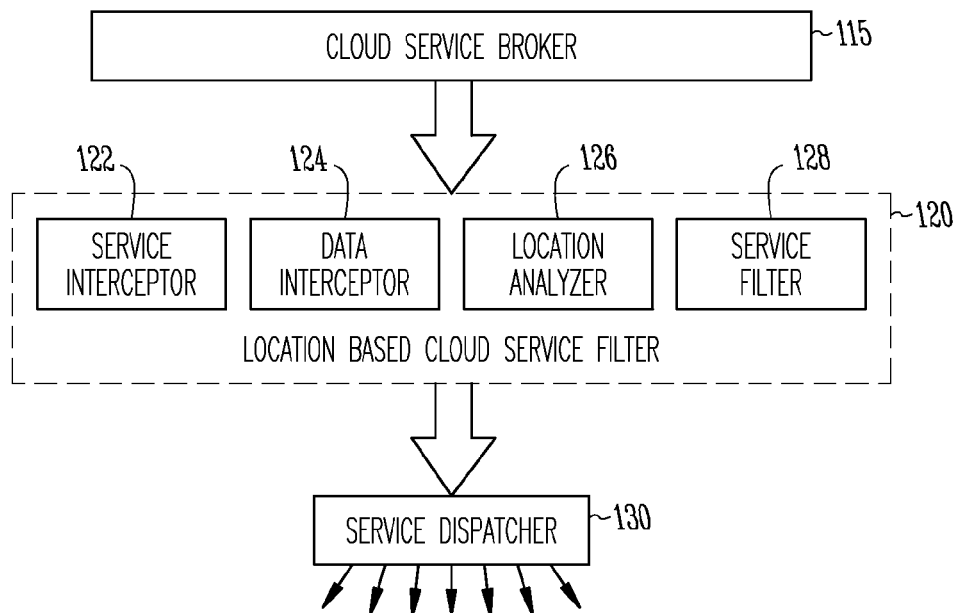 CLOUD SERVICE BROKER
115
122
124
126
128
120
SERVICE
INTERCEPTOR
DATA
INTERCEPTOR
LOCATION
ANALYZER
SERVICE
FILTER
LOCATION BASED CLOUD SERVICE FILTER
SERVICE DISPATCHER
130